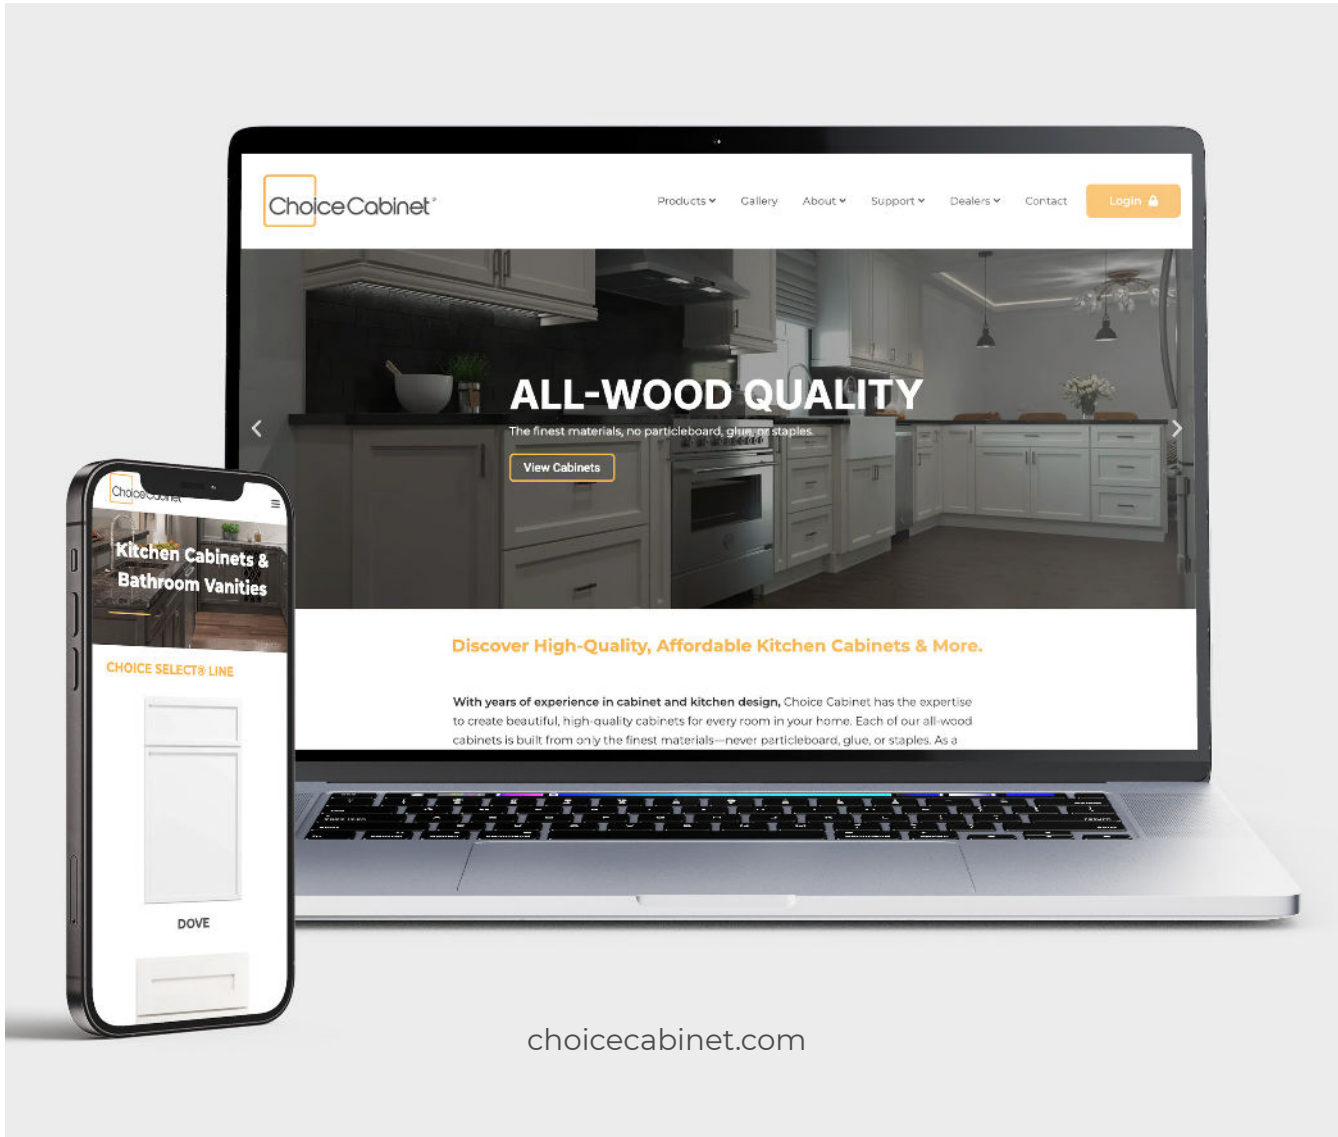 ChoiceCabinet®
Products Gallery About Support Dealers Contact Login
ALL-WOOD QUALITY
The finest materials, no particleboard, glue, or staples.
View Cabinets
Discover High-Quality, Affordable Kitchen Cabinets & More.
With years of experience in cabinet and kitchen design, Choice Cabinet has the expertise
to create beautiful, high-quality cabinets for every room in your home. Each of our all-wood
cabinets is built from only the finest materials—never particleboard, glue, or staples. As a
ChoiceCabinet
Kitchen Cabinets &
Bathroom Vanities
CHOICE SELECT® LINE
DOVE
choicecabinet.com